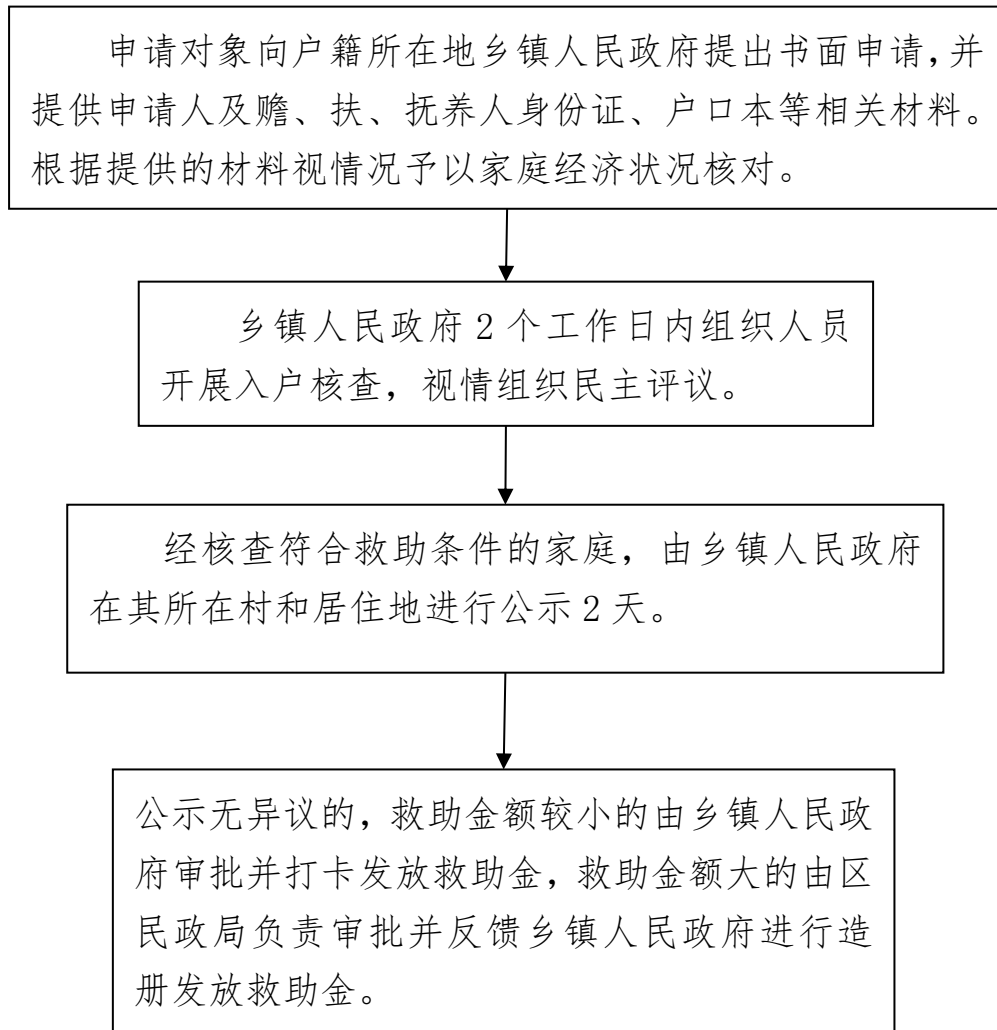 申请对象向户籍所在地乡镇人民政府提出书面申请，并
提供申请人及赡、扶、抚养人身份证、户口本等相关材料。
根据提供的材料视情况予以家庭经济状况核对。
乡镇人民政府 2 个工作日内组织人员
开展入户核查，视情组织民主评议。
经核查符合救助条件的家庭，由乡镇人民政府
在其所在村和居住地进行公示 2 天。
公示无异议的，救助金额较小的由乡镇人民政
府审批并打卡发放救助金，救助金额大的由区
民政局负责审批并反馈乡镇人民政府进行造
册发放救助金。